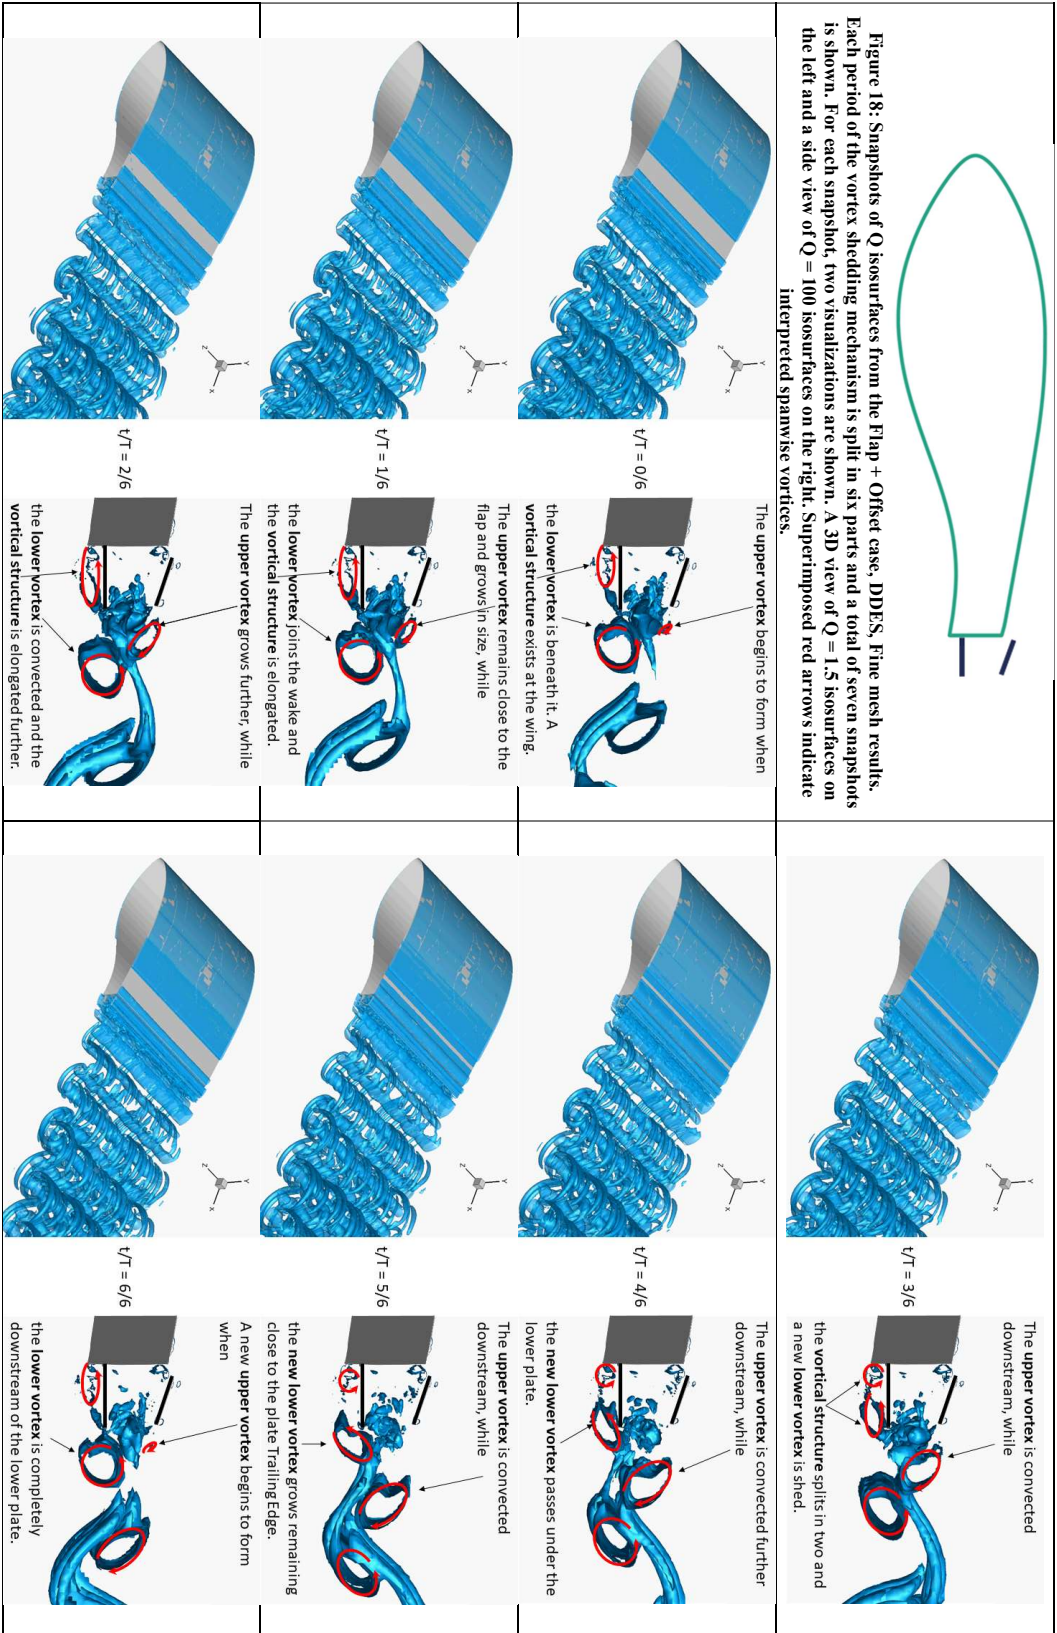 Figure 18: Snapshots of Q isosurfaces from the Flap + Offset case, DDES, Fine mesh results.
Each period of the vortex shedding mechanism is split in six parts and a total of seven snapshots
is shown. For each snapshot, two visualizations are shown. A 3D view of Q = 1.5 isosurfaces on
the left and a side view of Q = 100 isosurfaces on the right. Superimposed red arrows indicate
interpreted spanwise vortices.
Y
Z
X
t/T = 0/6
The upper vortex begins to form when
the lower vortex is beneath it. A
vortical structure exists at the wing.
Y
Z
X
t/T = 1/6
The upper vortex remains close to the
flap and grows in size, while
the lower vortex joins the wake and
the vortical structure is elongated.
Y
Z
X
t/T = 2/6
The upper vortex grows further, while
the lower vortex is convected and the
vortical structure is elongated further.
t/T = 3/6
The upper vortex is convected
downstream, while
the vortical structure splits in two and
a new lower vortex is shed.
Y
Z
X
t/T = 4/6
The upper vortex is convected further
downstream, while
the new lower vortex passes under the
lower plate.
Y
Z
X
t/T = 5/6
The upper vortex is convected
downstream, while
the new lower vortex grows remaining
close to the plate Trailing Edge.
Y
Z
X
t/T = 6/6
A new upper vortex begins to form
when
the lower vortex is completely
downstream of the lower plate.